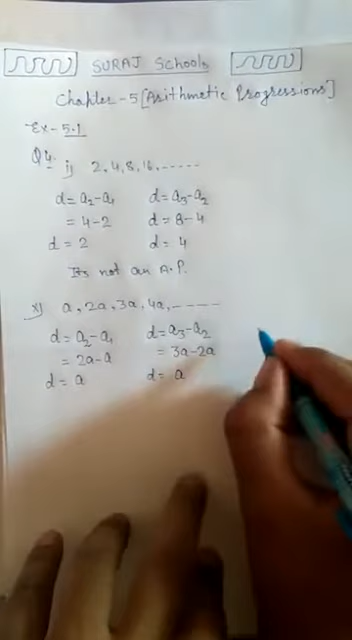 SURAJ Schools
Chapter-5 [Arithmetic Progressions]
Ex-5.1
Q4. i) 2, 4, 8, 16, -----
d = a₂-a₁ d = a₃-a₂
= 4-2 d = 8-4
d = 2 d = 4
Its not an A.P.
x) a, 2a, 3a, 4a, -----
d = a₂-a₁ d = a₃-a₂
= 2a-a = 3a-2a
d = a d = a